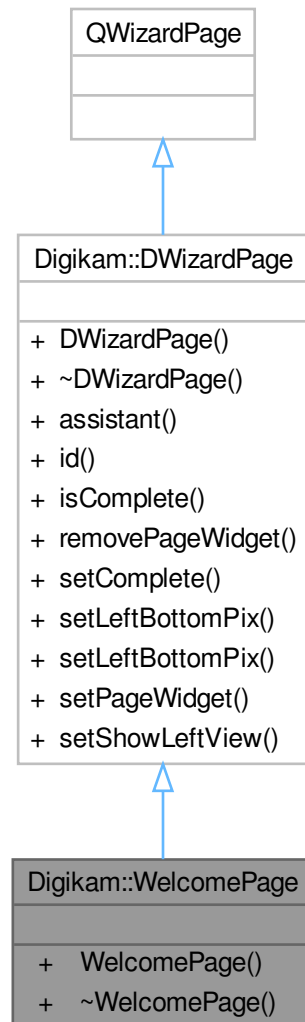 QWizardPage
Digikam::DWizardPage
+ DWizardPage()
+ ~DWizardPage()
+ assistant()
+ id()
+ isComplete()
+ removePageWidget()
+ setComplete()
+ setLeftBottomPix()
+ setLeftBottomPix()
+ setPageWidget()
+ setShowLeftView()
Digikam::WelcomePage
+ WelcomePage()
+ ~WelcomePage()